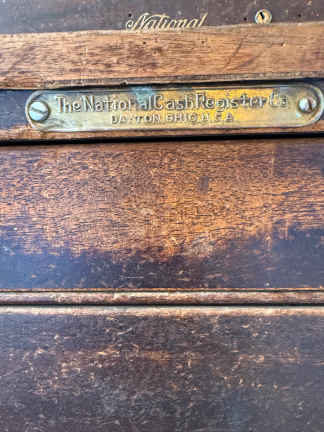 National
The National Cash Register Co.
DAYTON, OHIO, U.S.A.